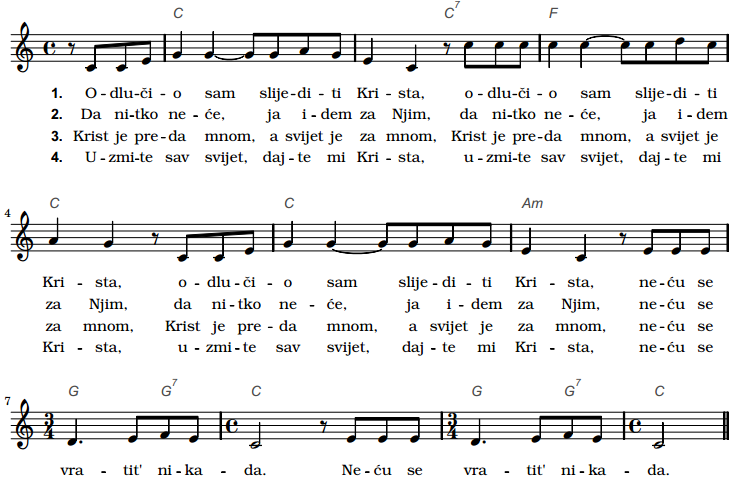 C C7 F
1. O - dlu - či - o sam slije - di - ti Kri - sta, o - dlu - či - o sam slije - di - ti
2. Da ni - tko ne - će, ja i - dem za Njim, da ni - tko ne - će, ja i - dem
3. Krist je pre - da mnom, a svijet je za mnom, Krist je pre - da mnom, a svijet je
4. U - zmi - te sav svijet, daj - te mi Kri - sta, u - zmi - te sav svijet, daj - te mi
4 C C Am
Kri - sta, o - dlu - či - o sam slije - di - ti Kri - sta, ne - ću se
za Njim, da ni - tko ne - će, ja i - dem za Njim, ne - ću se
za mnom, Krist je pre - da mnom, a svijet je za mnom, ne - ću se
Kri - sta, u - zmi - te sav svijet, daj - te mi Kri - sta, ne - ću se
7 G G7 C G G7 C
3 4 3 4
vra - tit' ni - ka - da. Ne - ću se vra - tit' ni - ka - da.